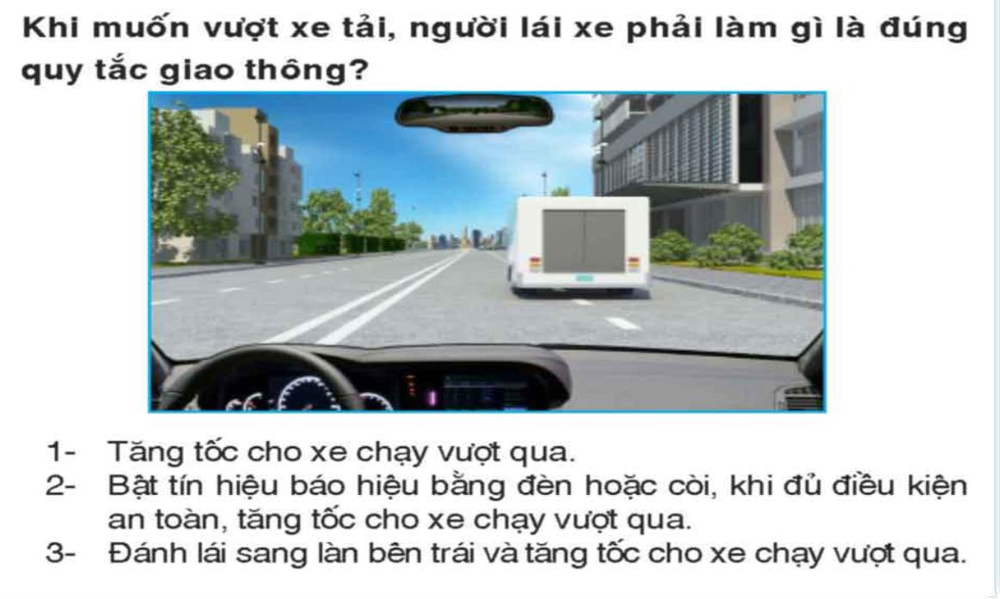 Khi muốn vượt xe tải, người lái xe phải làm gì là đúng
quy tắc giao thông?
1- Tăng tốc cho xe chạy vượt qua.
2- Bật tín hiệu báo hiệu bằng đèn hoặc còi, khi đủ điều kiện
an toàn, tăng tốc cho xe chạy vượt qua.
3- Đánh lái sang làn bên trái và tăng tốc cho xe chạy vượt qua.